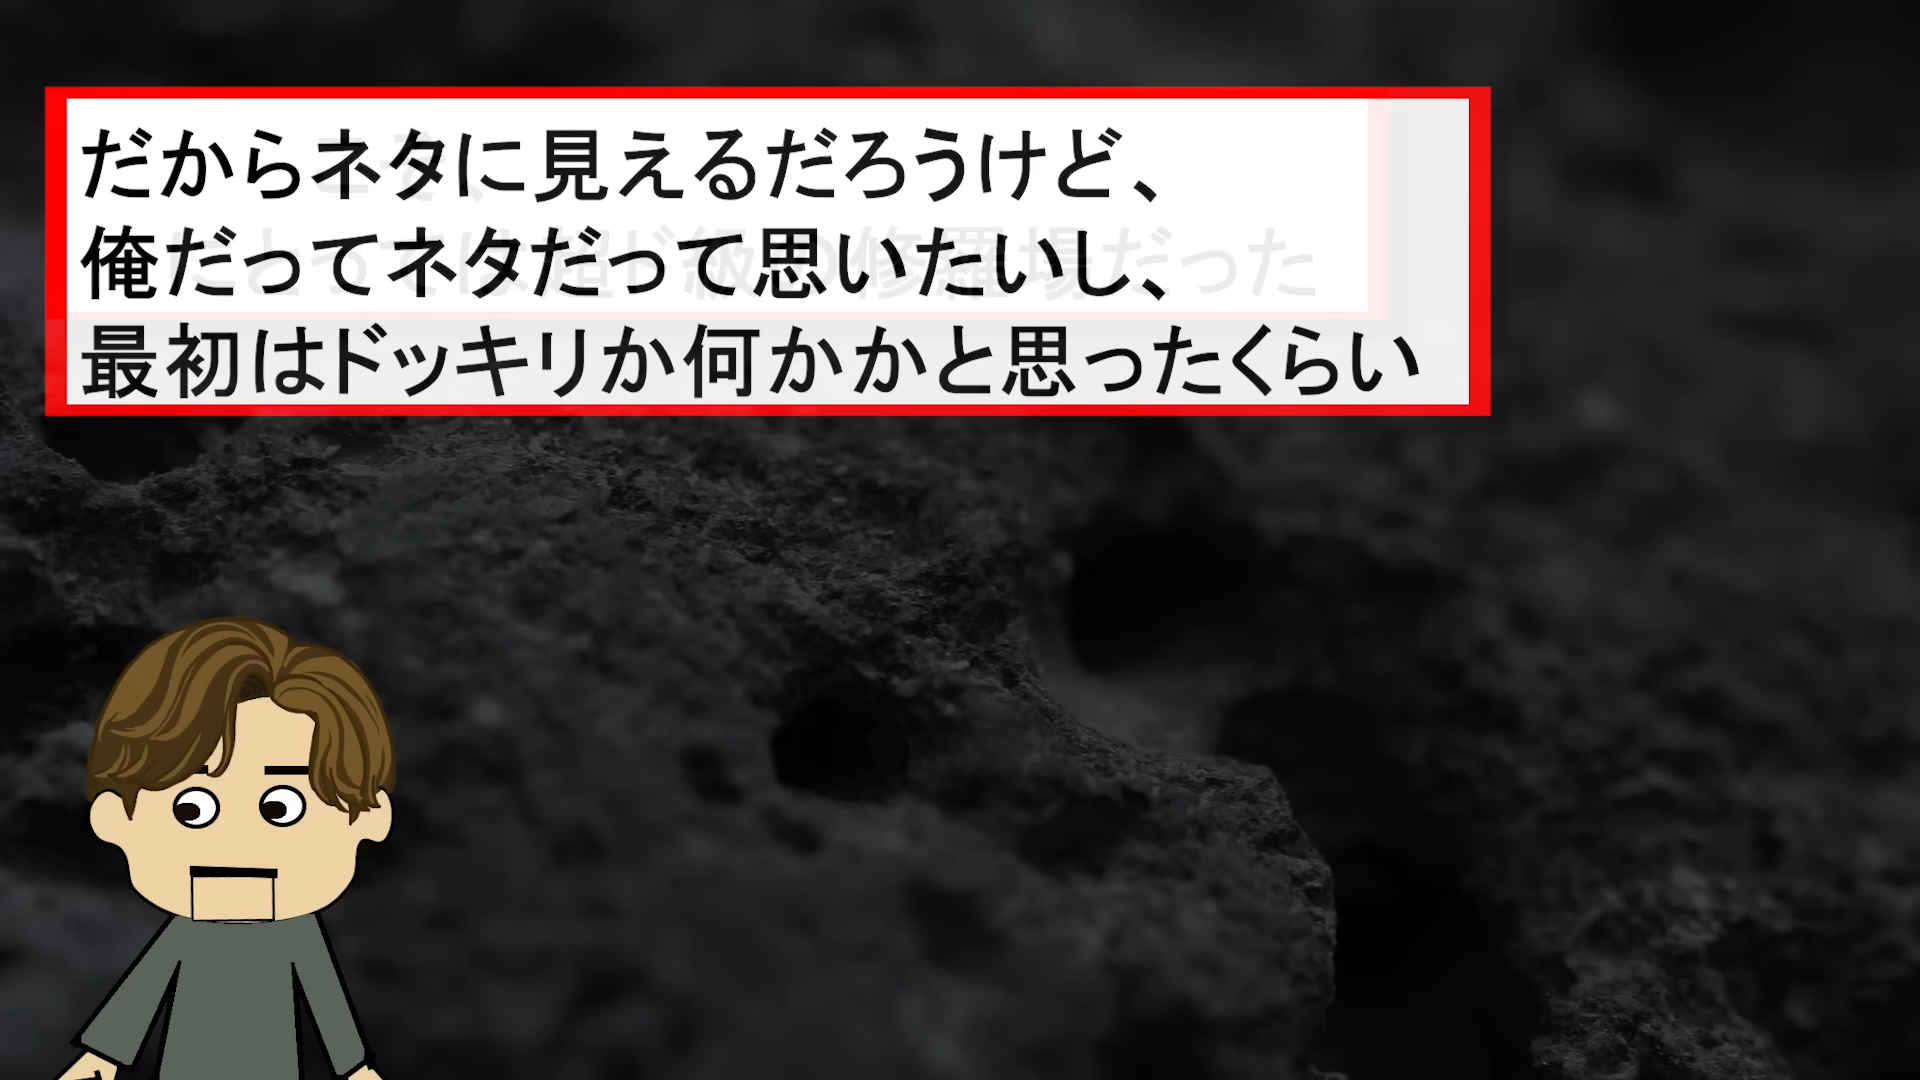 だからネタに見えるだろうけど、
俺だってネタだって思いたいし、
最初はドッキリか何かかと思ったくらい